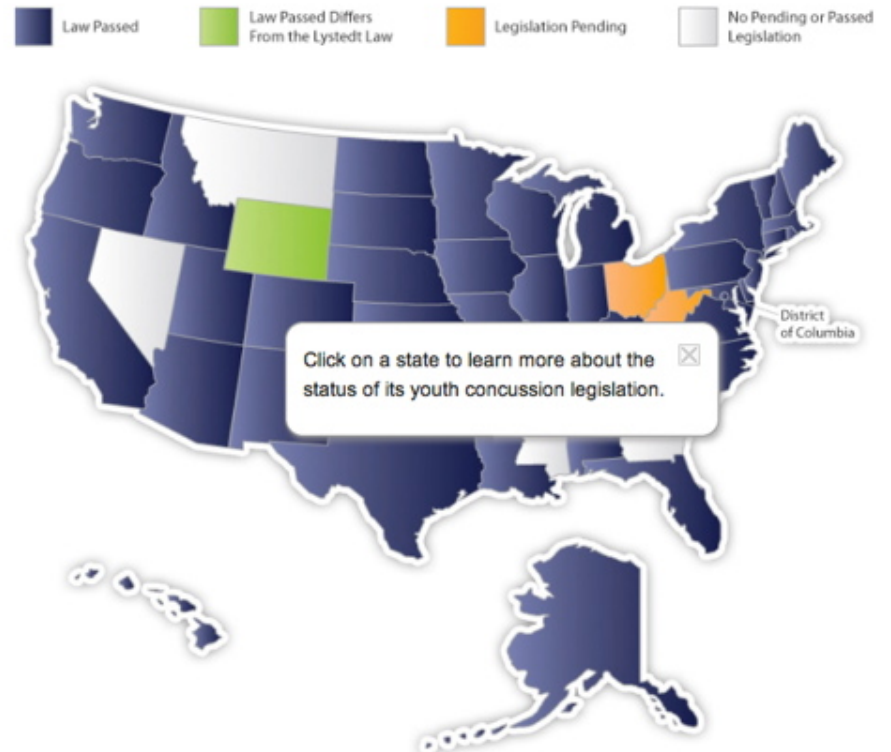 Law Passed
Law Passed Differs
From the Lystedt Law
Legislation Pending
No Pending or Passed
Legislation
District
of Columbia
Click on a state to learn more about the
status of its youth concussion legislation.